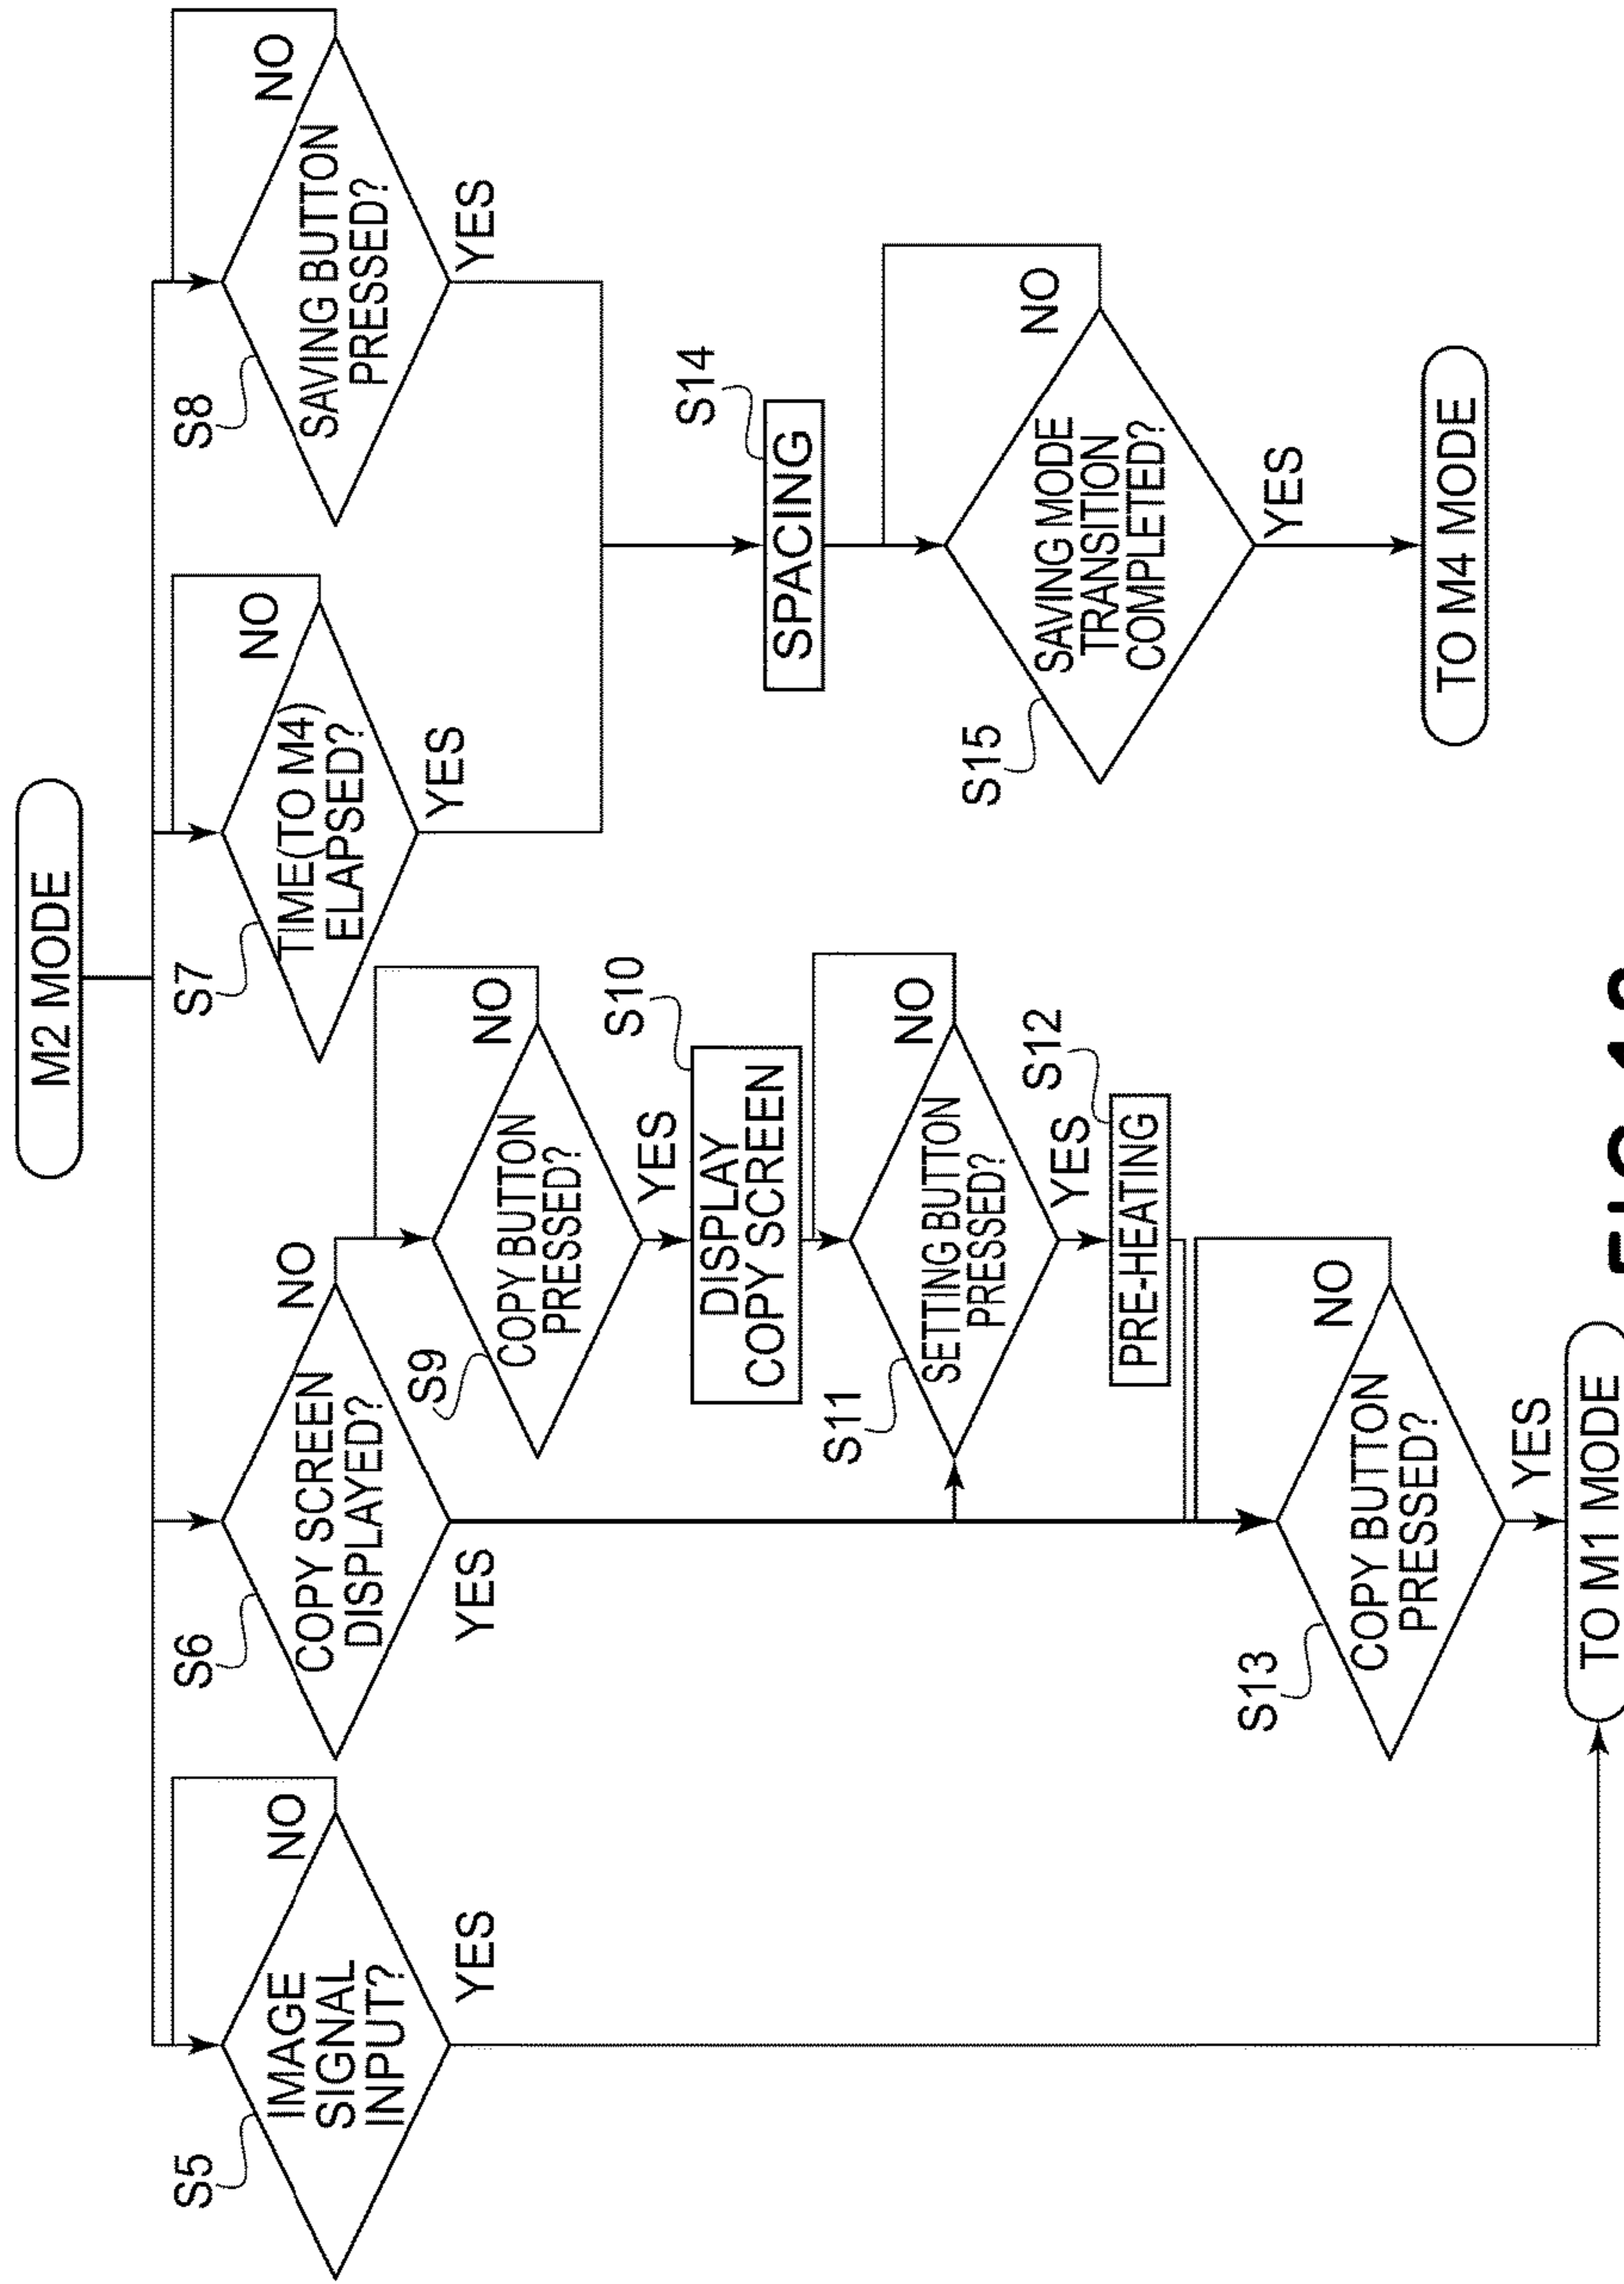 M2 MODE
S5
IMAGE
SIGNAL
INPUT?
NO
YES
S6
COPY SCREEN
DISPLAYED?
NO
YES
S7
TIME(TO M4)
ELAPSED?
NO
YES
S8
SAVING BUTTON
PRESSED?
NO
YES
S9
COPY BUTTON
PRESSED?
NO
YES
S10
DISPLAY
COPY SCREEN
S11
SETTING BUTTON
PRESSED?
NO
YES
S12
PRE-HEATING
S13
COPY BUTTON
PRESSED?
NO
YES
TO M1 MODE
S14
SPACING
S15
SAVING MODE
TRANSITION
COMPLETED?
NO
YES
TO M4 MODE